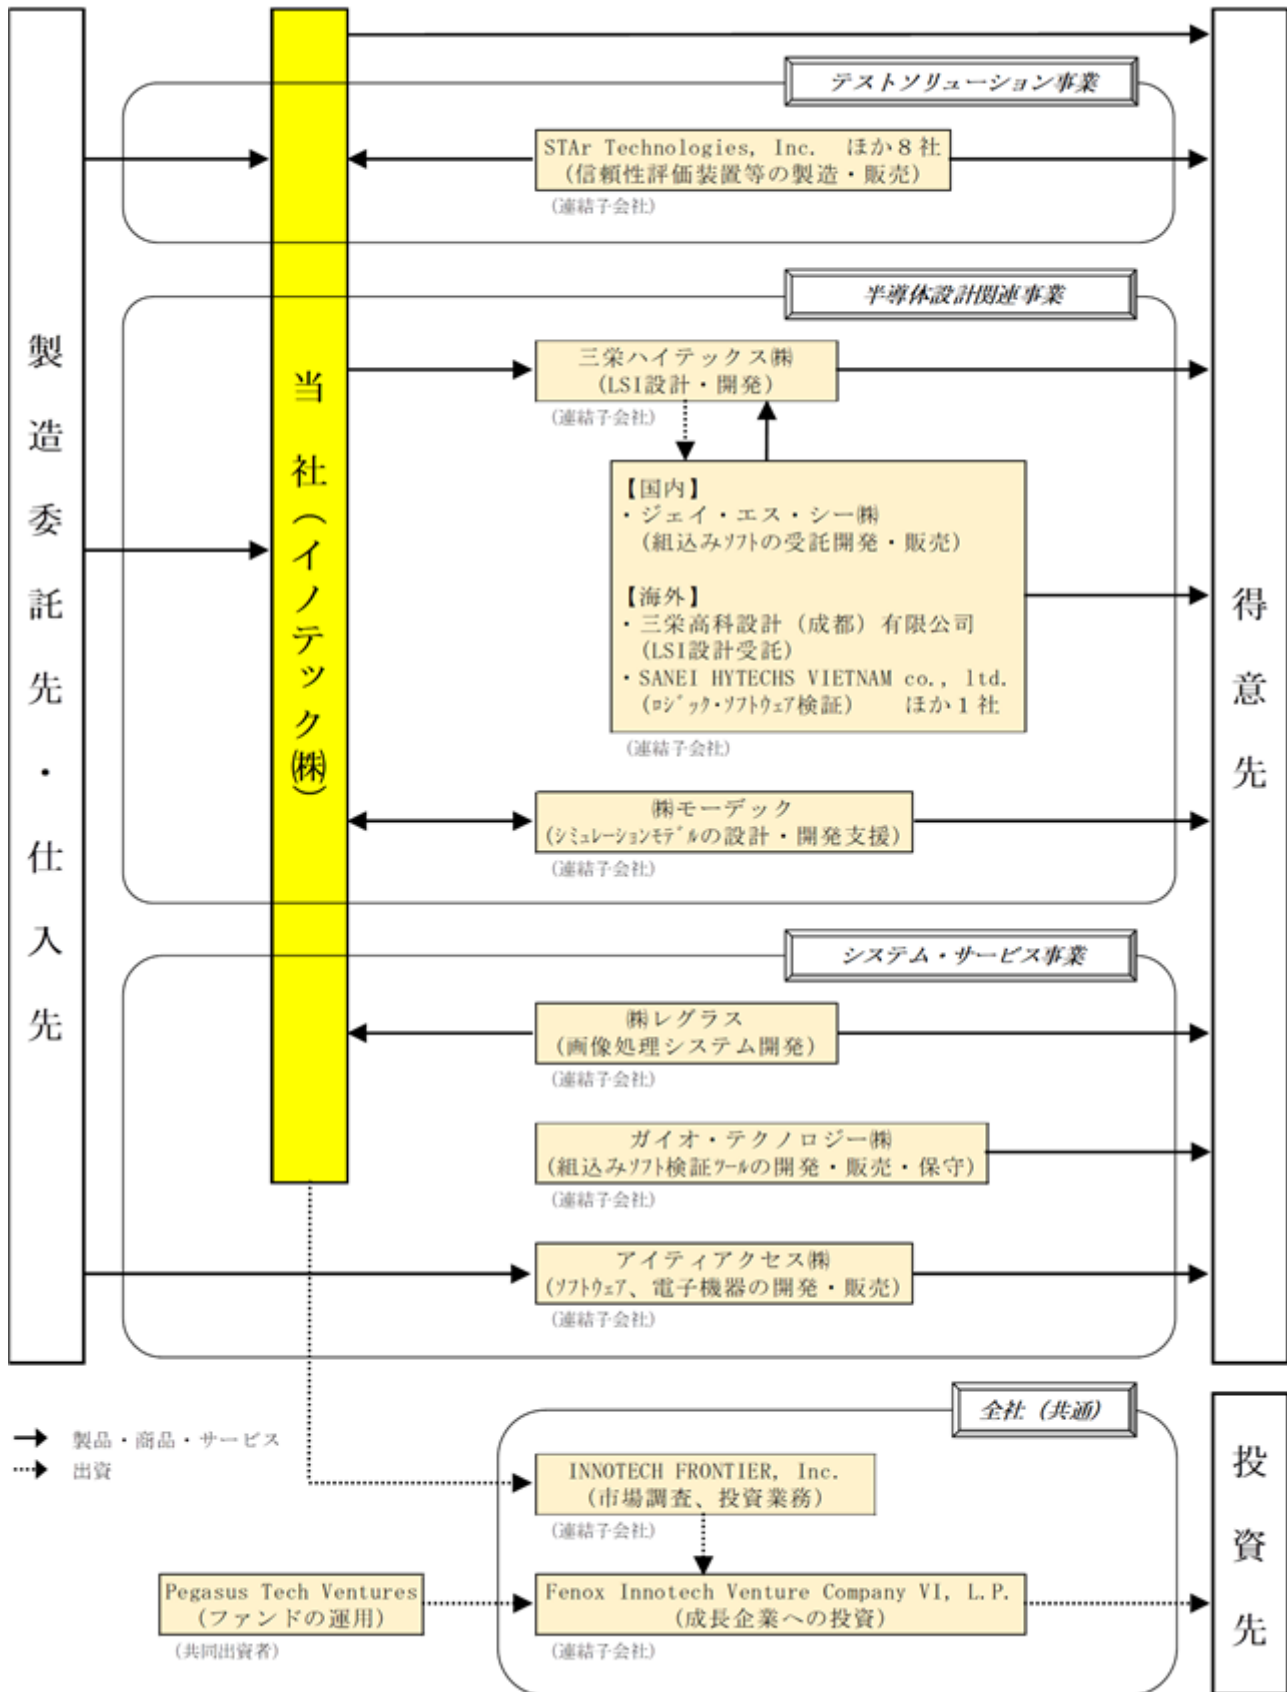 製造委託先・仕入先
当社（イノテック㈱）
得意先
テストソリューション事業
STAr Technologies, Inc.　ほか８社
（信頼性評価装置等の製造・販売）
（連結子会社）
半導体設計関連事業
三栄ハイテックス㈱
（LSI設計・開発）
（連結子会社）
【国内】
・ジェイ・エス・シー㈱
（組込みｿﾌﾄの受託開発・販売）
【海外】
・三栄高科設計（成都）有限公司
（LSI設計受託）
・SANEI HYTECHS VIETNAM co., ltd.
（ﾛｼﾞｯｸ・ｿﾌﾄｳｪｱ検証）　　ほか１社
（連結子会社）
㈱モーデック
（ｼﾐｭﾚｰｼｮﾝﾓﾃﾞﾙの設計・開発支援）
（連結子会社）
システム・サービス事業
㈱レグラス
（画像処理システム開発）
（連結子会社）
ガイオ・テクノロジー㈱
（組込みｿﾌﾄ検証ﾂｰﾙの開発・販売・保守）
（連結子会社）
アイティアクセス㈱
（ｿﾌﾄｳｪｱ、電子機器の開発・販売）
（連結子会社）
製品・商品・サービス
出資
全社（共通）
INNOTECH FRONTIER, Inc.
（市場調査、投資業務）
（連結子会社）
Pegasus Tech Ventures
（ファンドの運用）
（共同出資者）
Fenox Innotech Venture Company VI, L.P.
（成長企業への投資）
（連結子会社）
投資先